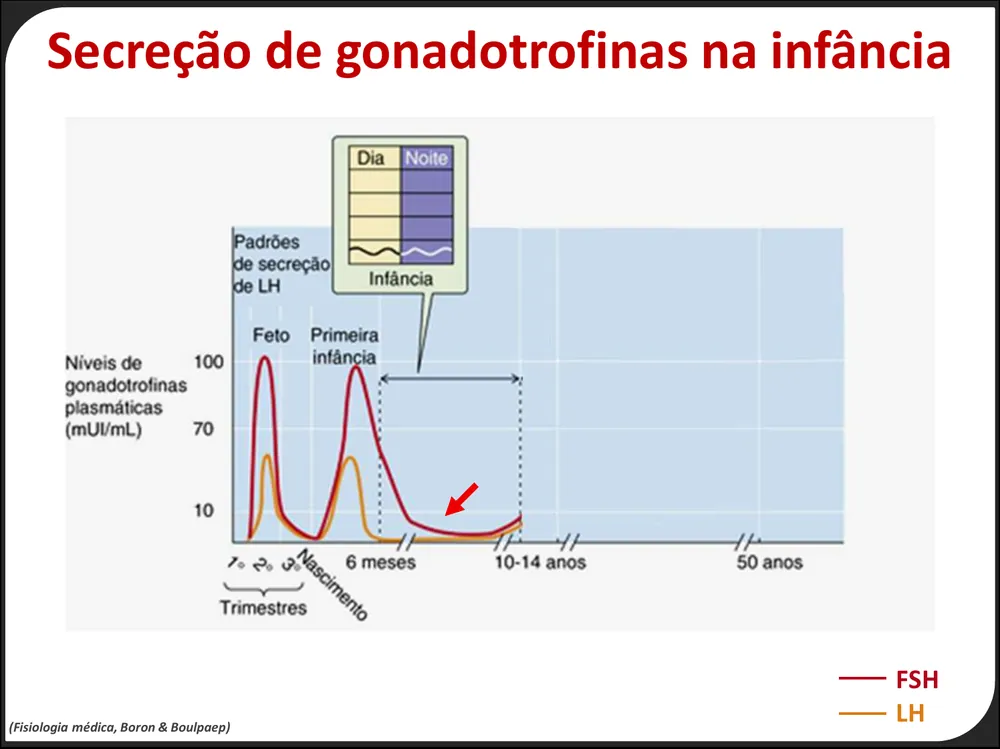 Secreção de gonadotrofinas na infância
Dia Noite
Infância
Padrões
de secreção
de LH
Feto
Primeira
infância
Níveis de
gonadotrofinas
plasmáticas
(mUI/mL)
100
70
10
1º 2º 3º
Nascimento
6 meses
10-14 anos
50 anos
Trimestres
FSH
LH
(Fisiologia médica, Boron & Boulpaep)